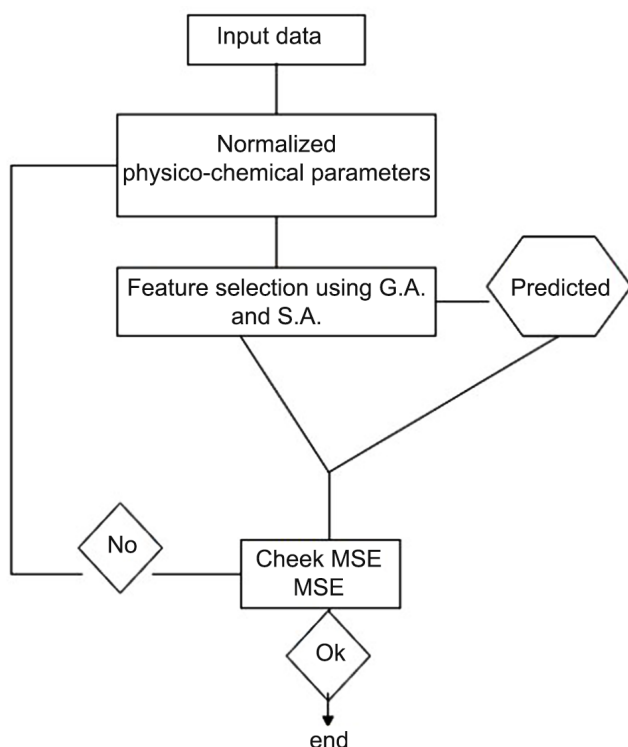 Input data
Normalized
physico-chemical parameters
Feature selection using G.A.
and S.A.
Predicted
No
Cheek MSE
MSE
Ok
end